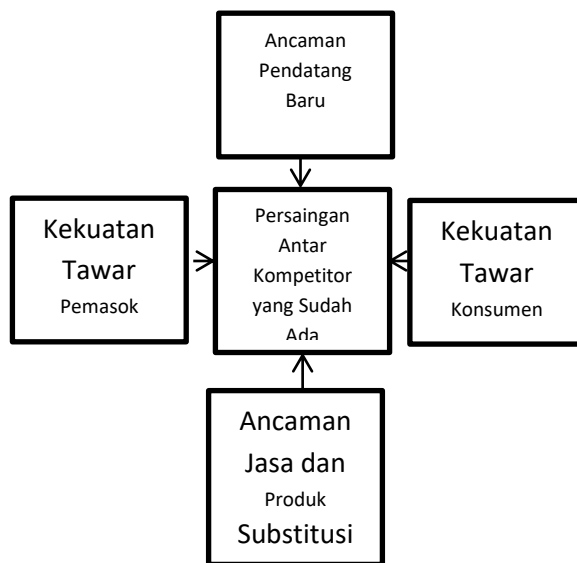 Ancaman
Pendatang
Baru
Kekuatan
Tawar
Pemasok
Persaingan
Antar
Kompetitor
yang Sudah
Ada
Kekuatan
Tawar
Konsumen
Ancaman
Jasa dan
Produk
Substitusi